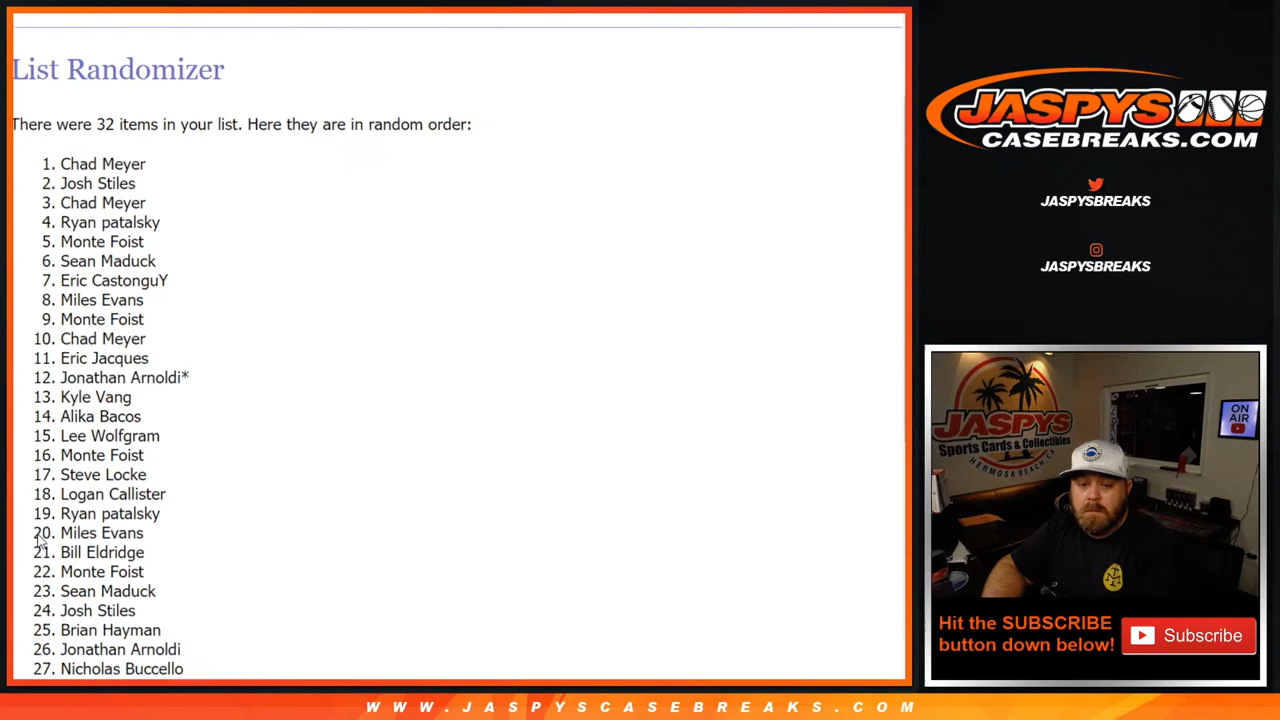 List Randomizer
There were 32 items in your list. Here they are in random order:
1. Chad Meyer
2. Josh Stiles
3. Chad Meyer
4. Ryan patalsky
5. Monte Foist
6. Sean Maduck
7. Eric CastonguY
8. Miles Evans
9. Monte Foist
10. Chad Meyer
11. Eric Jacques
12. Jonathan Arnoldi*
13. Kyle Vang
14. Alika Bacos
15. Lee Wolfgram
16. Monte Foist
17. Steve Locke
18. Logan Callister
19. Ryan patalsky
20. Miles Evans
21. Bill Eldridge
22. Monte Foist
23. Sean Maduck
24. Josh Stiles
25. Brian Hayman
26. Jonathan Arnoldi
27. Nicholas Buccello
JASPYS
CASEBREAKS.COM
JASPYSBREAKS
JASPYSBREAKS
JASPYS
Sports Cards & Collectibles
HERMOSA BEACH, CA
ON
AIR
Hit the SUBSCRIBE
button down below!
Subscribe
WWW.JASPYSCASEBREAKS.COM